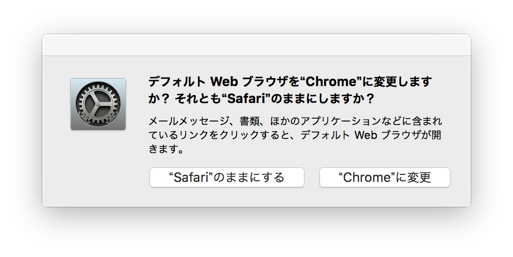 デフォルト Web ブラウザを“Chrome”に変更します
か？ それとも“Safari”のままにしますか？
メールメッセージ、書類、ほかのアプリケーションなどに含まれ
ているリンクをクリックすると、デフォルト Web ブラウザが開
きます。
“Safari”のままにする
“Chrome”に変更